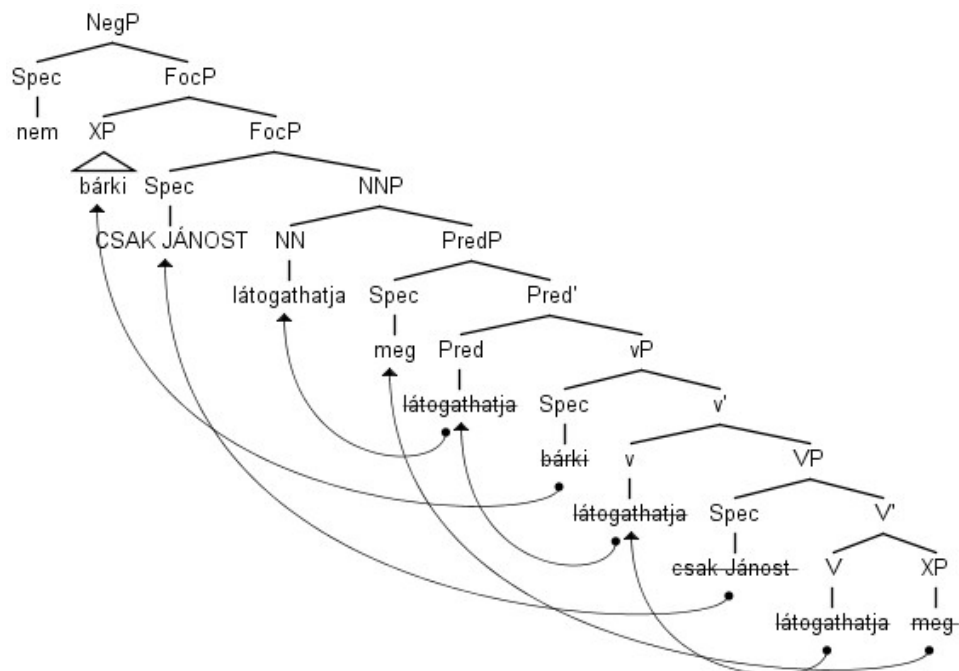 NegP
Spec FocP
nem XP FocP
bárki Spec NNP
CSAK JÁNOST NN PredP
látogathatja Spec Pred'
meg Pred vP
látogathatja Spec v'
bárki v VP
látogathatja Spec V'
csak Jánost V XP
látogathatja meg